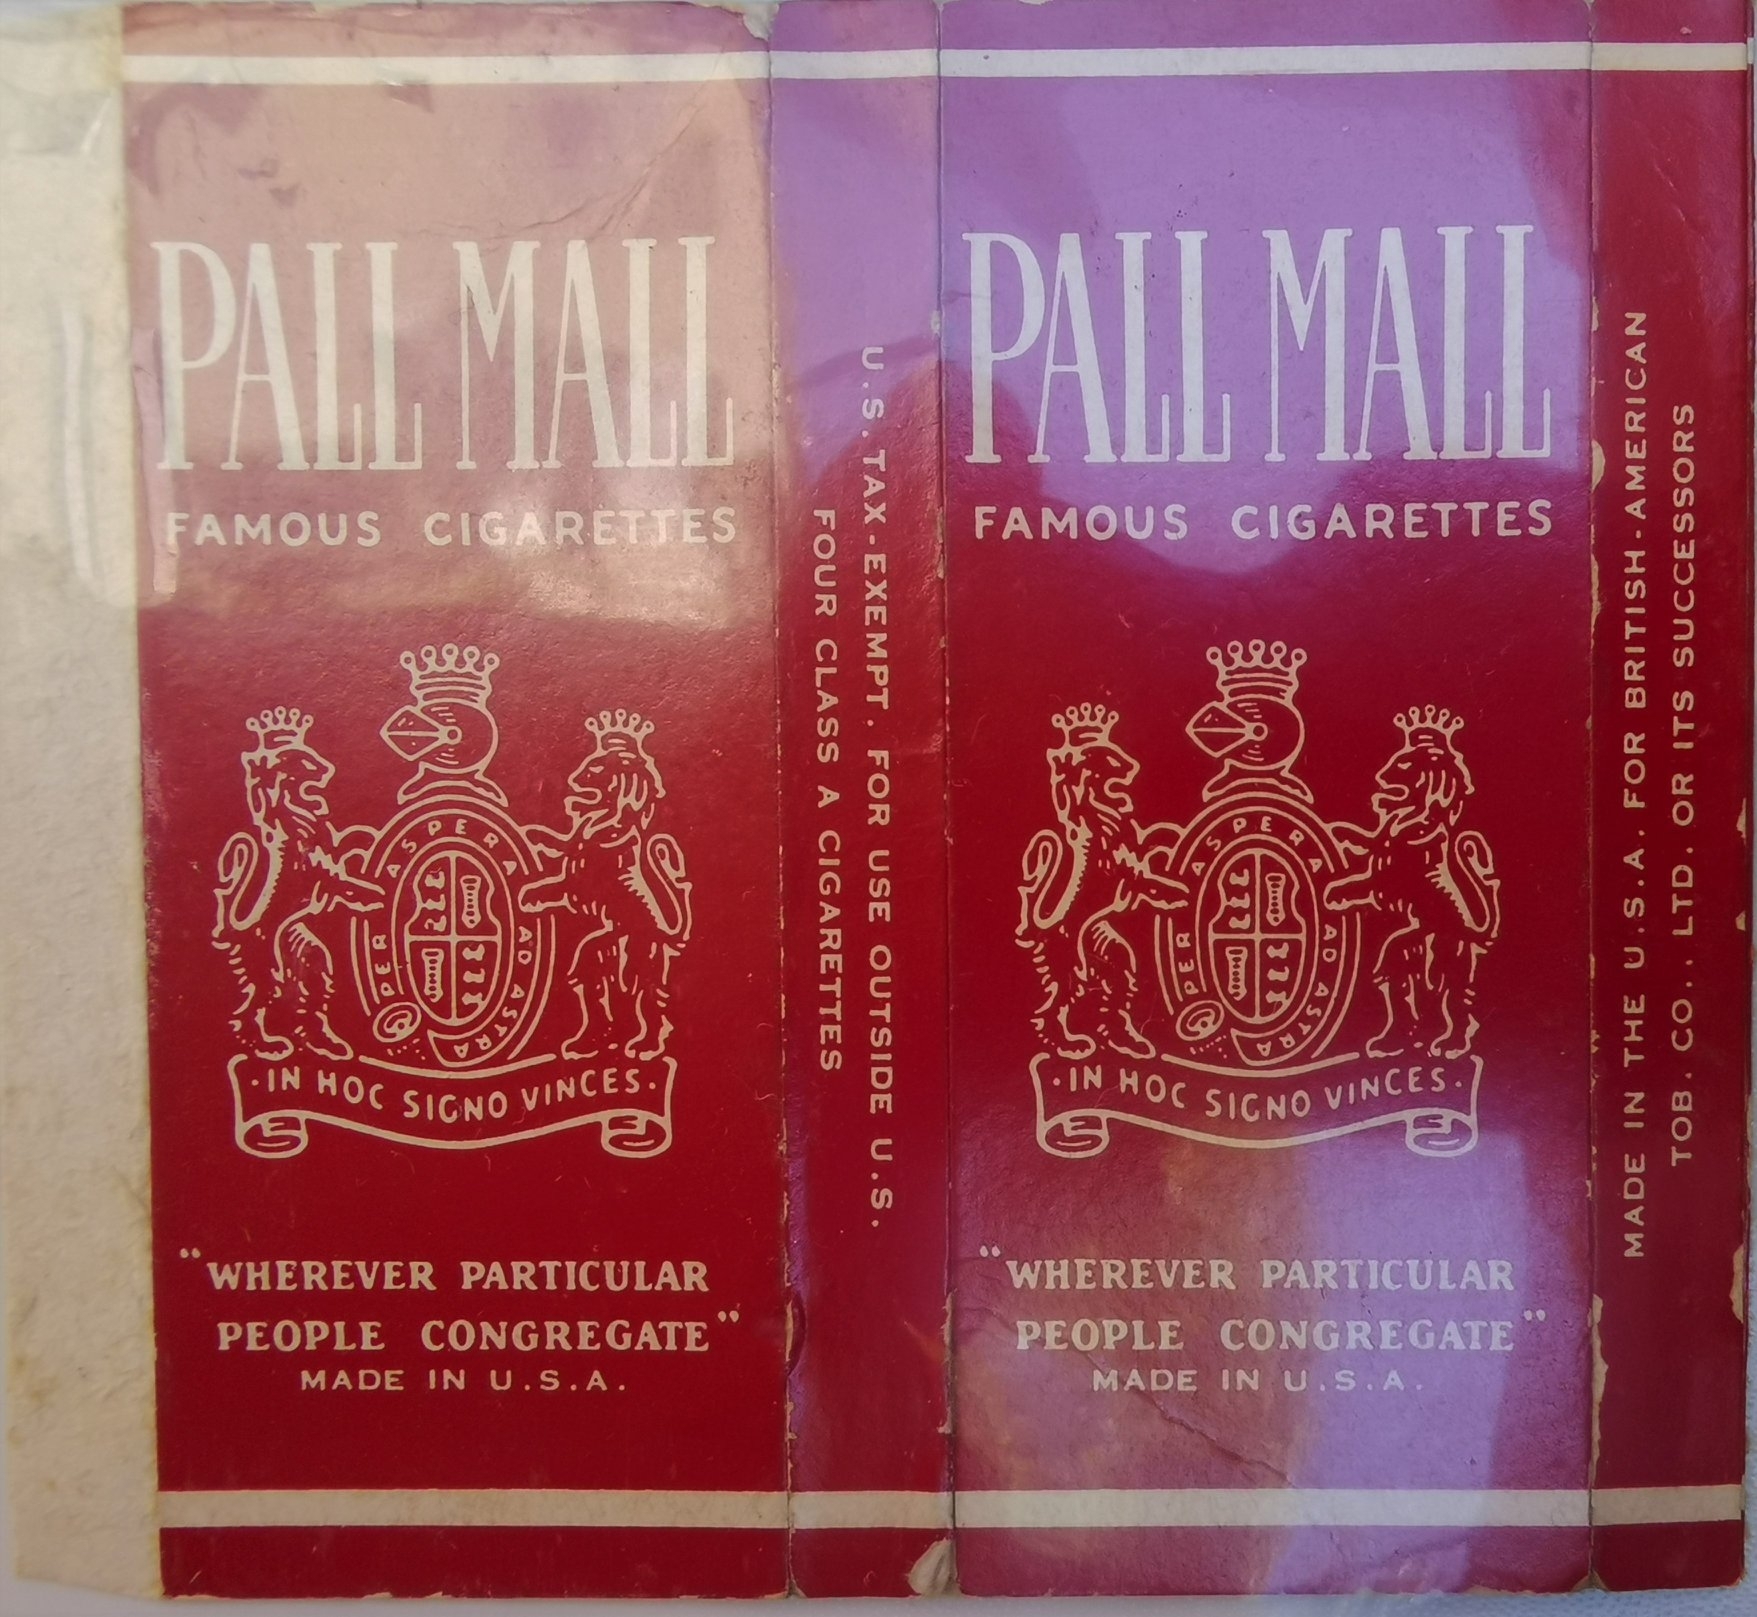 PALL MALL
FAMOUS CIGARETTES
PER ASPERA AD ASTRA
·IN HOC SIGNO VINCES·
"WHEREVER PARTICULAR
PEOPLE CONGREGATE"
MADE IN U.S.A.
U.S. TAX-EXEMPT. FOR USE OUTSIDE U.S.
FOUR CLASS A CIGARETTES
PALL MALL
FAMOUS CIGARETTES
PER ASPERA AD ASTRA
·IN HOC SIGNO VINCES·
"WHEREVER PARTICULAR
PEOPLE CONGREGATE"
MADE IN U.S.A.
MADE IN THE U.S.A. FOR BRITISH-AMERICAN
TOB. CO., LTD. OR ITS SUCCESSORS